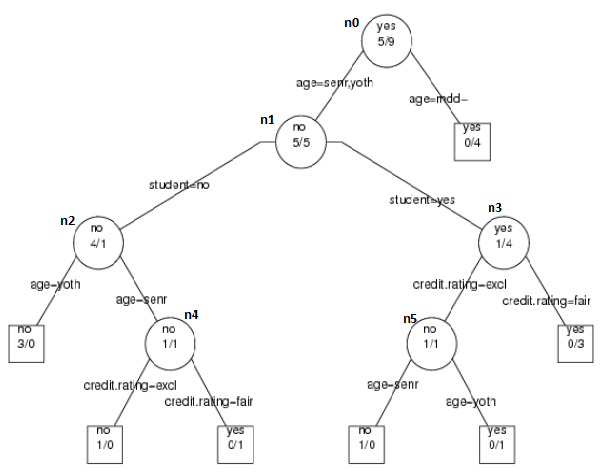 n0
yes
5/9
age=senr,yoth
age=mdd-
n1
no
5/5
yes
0/4
student=no
student=yes
n2
no
4/1
n3
yes
1/4
age=yoth
age=senr
credit.rating=excl
credit.rating=fair
no
3/0
n4
no
1/1
n5
no
1/1
yes
0/3
credit.rating=excl
credit.rating=fair
age=senr
age=yoth
no
1/0
yes
0/1
no
1/0
yes
0/1